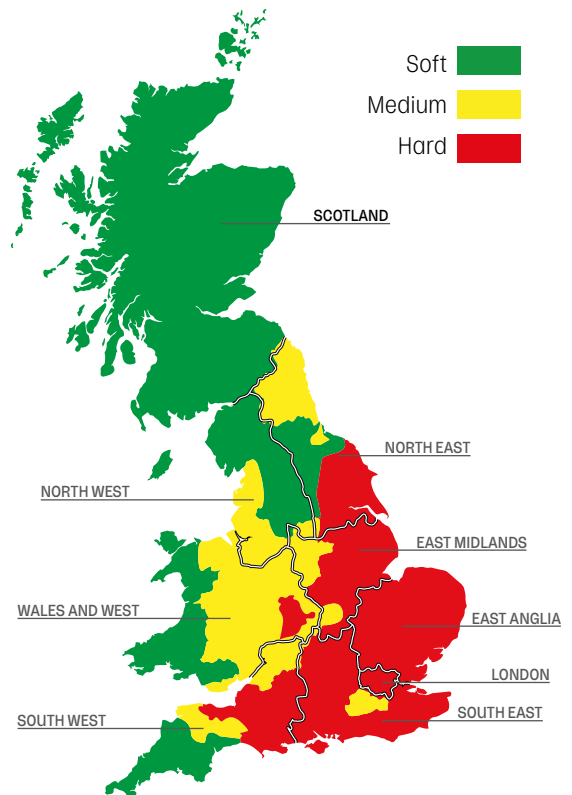 Soft
Medium
Hard
SCOTLAND
NORTH EAST
NORTH WEST
EAST MIDLANDS
WALES AND WEST
EAST ANGLIA
LONDON
SOUTH EAST
SOUTH WEST